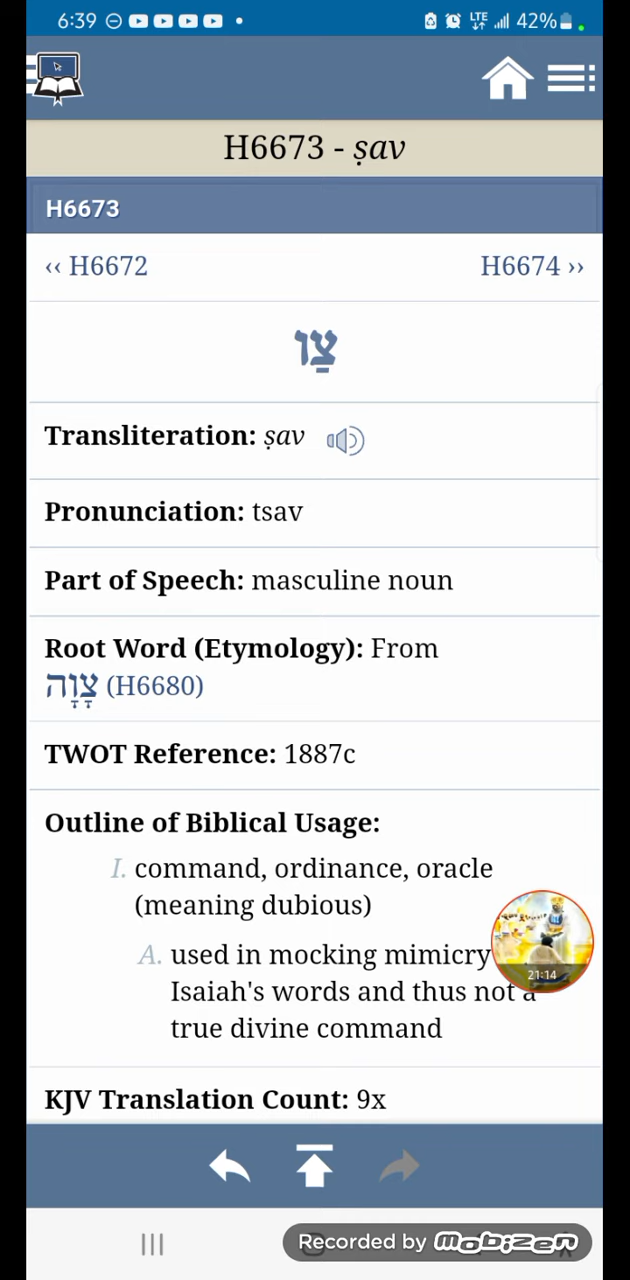 6:39 42%
LTE
H6673 - ṣav
H6673
‹‹ H6672 H6674 ››
צַו
Transliteration: ṣav
Pronunciation: tsav
Part of Speech: masculine noun
Root Word (Etymology): From
צָוָה (H6680)
TWOT Reference: 1887c
Outline of Biblical Usage:
I. command, ordinance, oracle
(meaning dubious)
A. used in mocking mimicry
Isaiah's words and thus not a
21:14
true divine command
KJV Translation Count: 9x
Recorded by mobizen